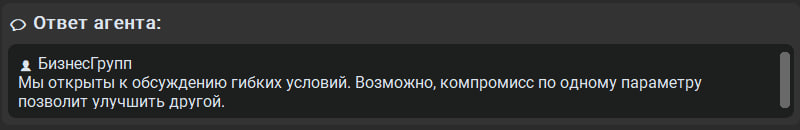 Ответ агента:
БизнесГрупп
Мы открыты к обсуждению гибких условий. Возможно, компромисс по одному параметру
позволит улучшить другой.